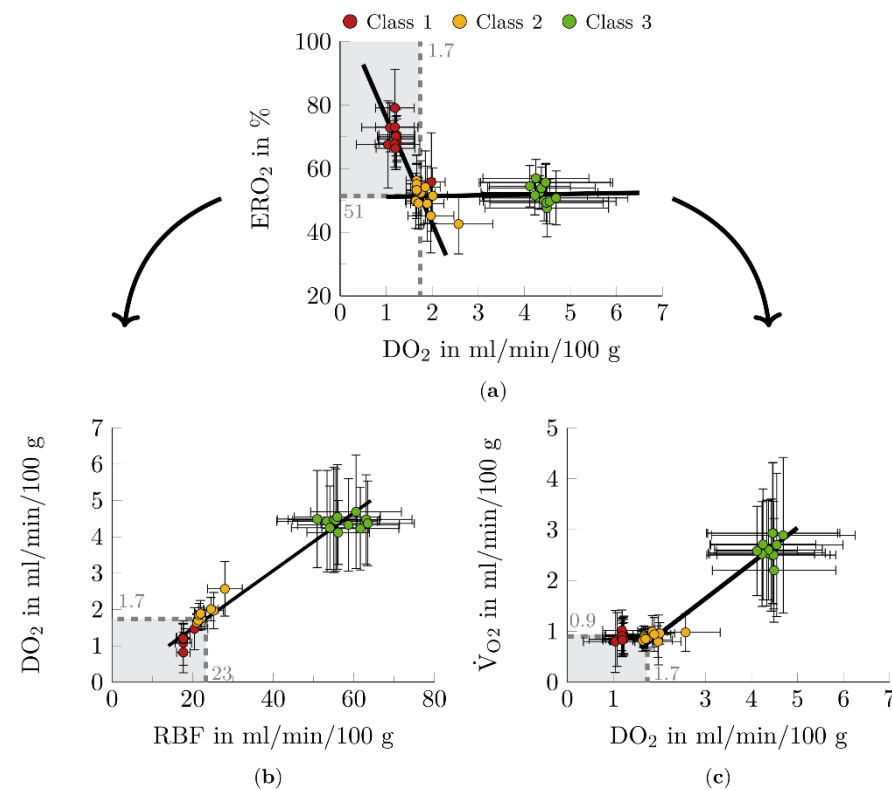 Class 1 Class 2 Class 3
100
80
60
40
20
ERO₂ in %
1.7
51
0 1 2 3 4 5 6 7
DO₂ in ml/min/100 g
(a)
7
6
5
4
3
2
1
0
DO₂ in ml/min/100 g
1.7
23
0 20 40 60 80
RBF in ml/min/100 g
(b)
5
4
3
2
1
0
V̇O2 in ml/min/100 g
0.9
1.7
0 1 3 4 5 6 7
DO₂ in ml/min/100 g
(c)